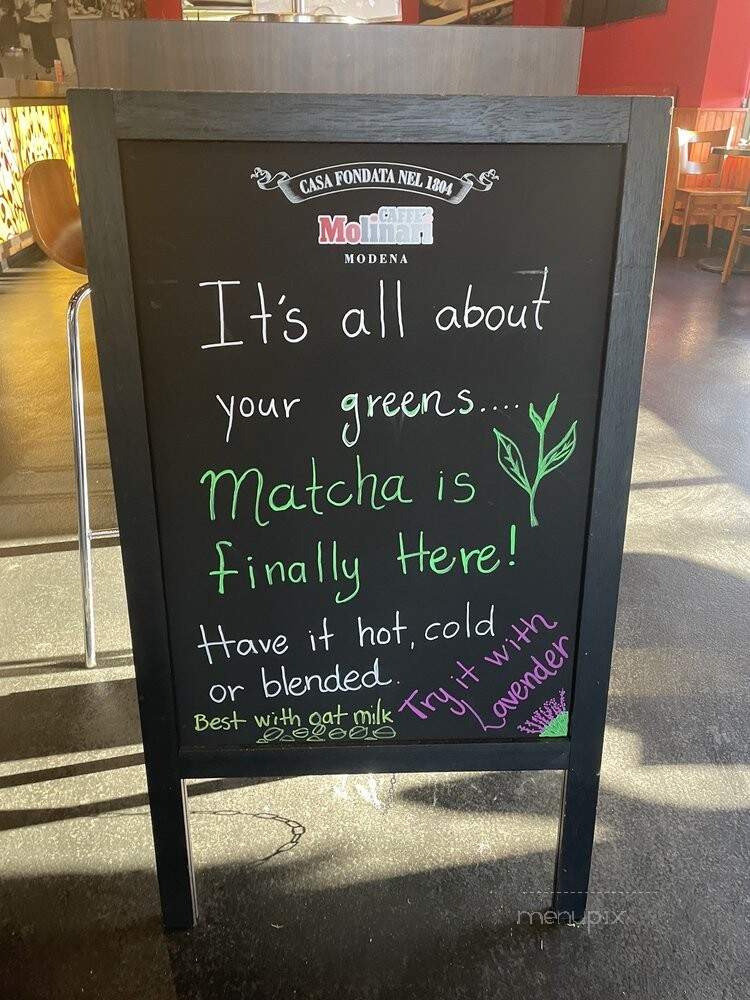 CASA FONDATA NEL 1804
CAFFÈ
Molinari
MODENA
It's all about
your greens....
Matcha is
finally Here!
Have it hot, cold
or blended.
Try it with
Lavender
Best with oat milk
menupix